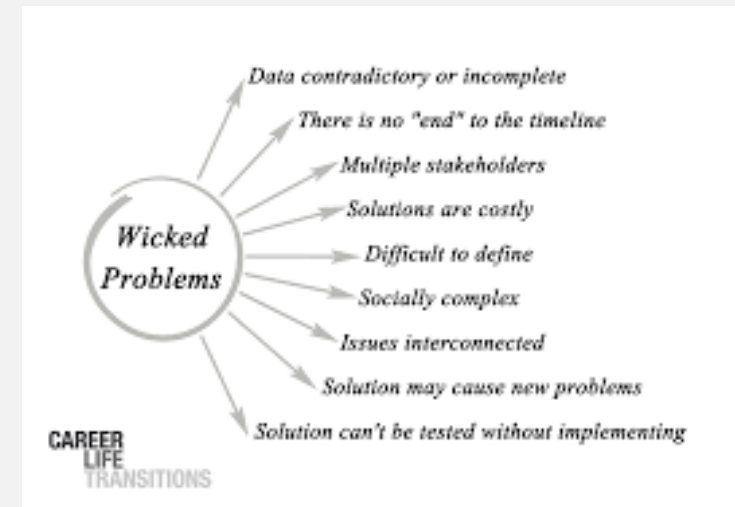 Data contradictory or incomplete
There is no "end" to the timeline
Multiple stakeholders
Solutions are costly
Wicked
Problems
Difficult to define
Socially complex
Issues interconnected
Solution may cause new problems
Solution can't be tested without implementing
CAREER
LIFE
TRANSITIONS